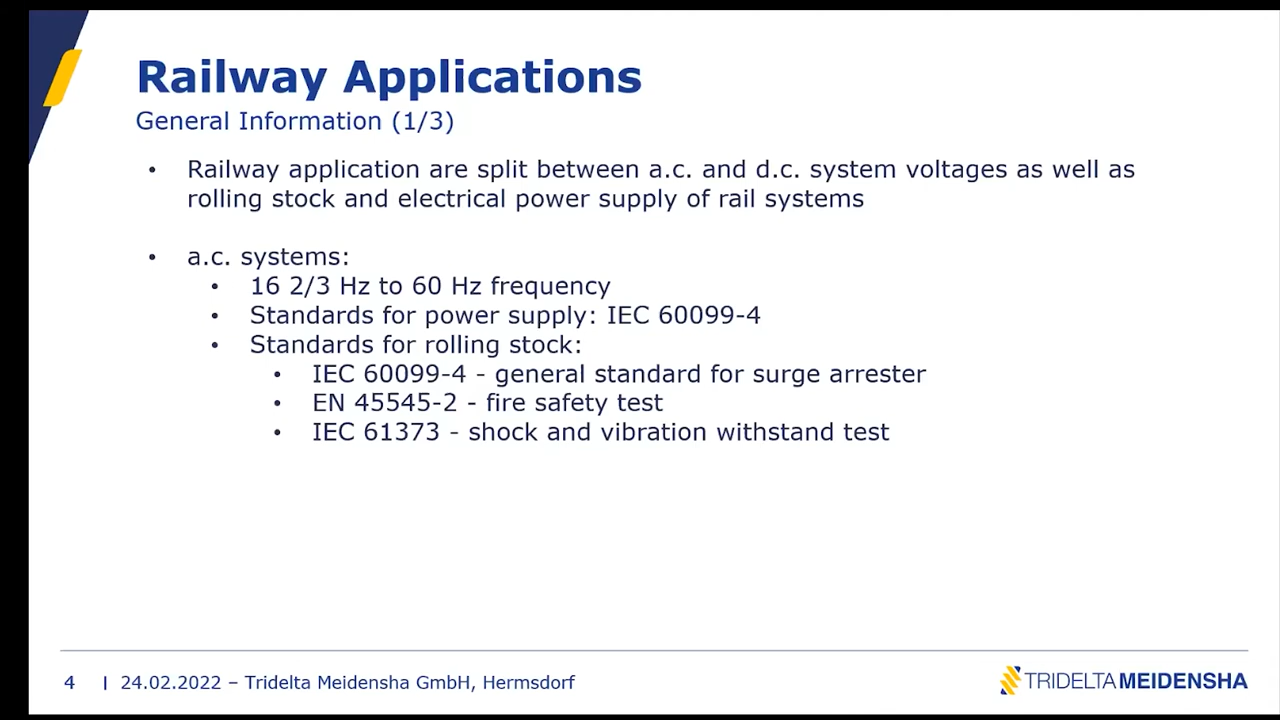 Railway Applications
General Information (1/3)
• Railway application are split between a.c. and d.c. system voltages as well as
rolling stock and electrical power supply of rail systems
• a.c. systems:
• 16 2/3 Hz to 60 Hz frequency
• Standards for power supply: IEC 60099-4
• Standards for rolling stock:
• IEC 60099-4 - general standard for surge arrester
• EN 45545-2 - fire safety test
• IEC 61373 - shock and vibration withstand test
4 | 24.02.2022 – Tridelta Meidensha GmbH, Hermsdorf
TRIDELTA MEIDENSHA